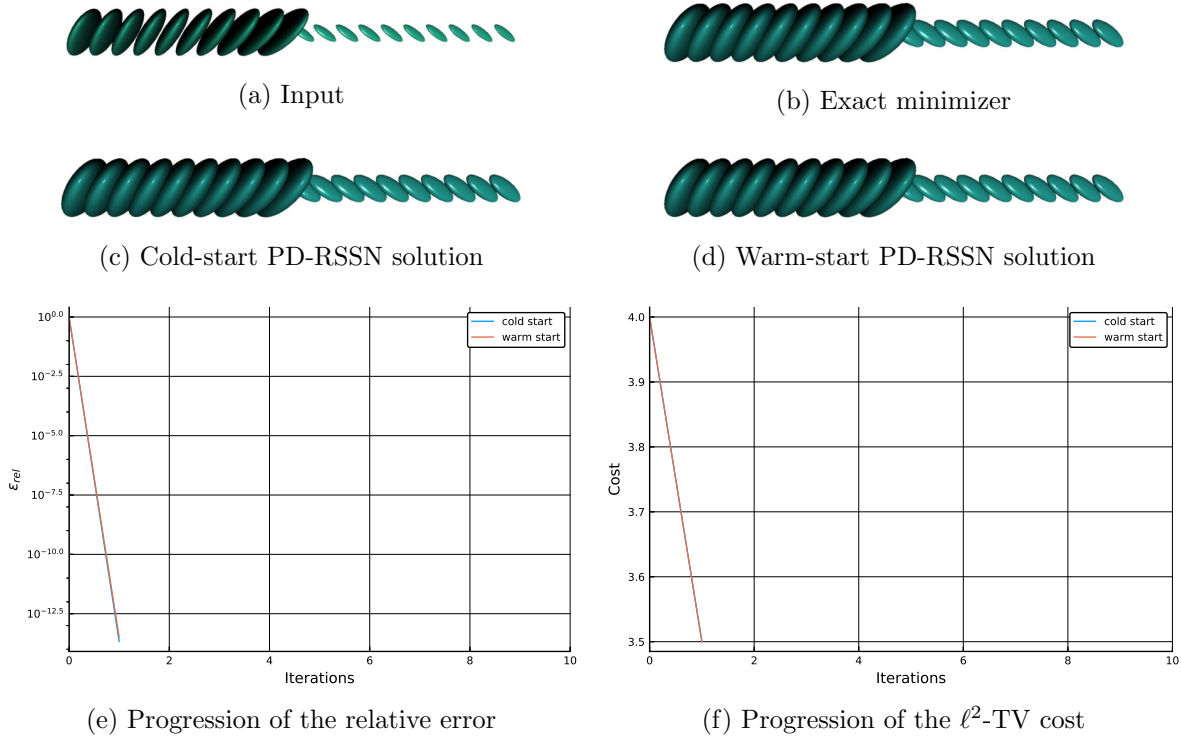 (a) Input
(b) Exact minimizer
(c) Cold-start PD-RSSN solution
(d) Warm-start PD-RSSN solution
10^{0.0}
10^{-2.5}
10^{-5.0}
10^{-7.5}
10^{-10.0}
10^{-12.5}
ε_{rel}
0 2 4 6 8 10
Iterations
cold start
warm start
(e) Progression of the relative error
4.0
3.9
3.8
3.7
3.6
3.5
Cost
0 2 4 6 8 10
Iterations
cold start
warm start
(f) Progression of the ℓ²-TV cost